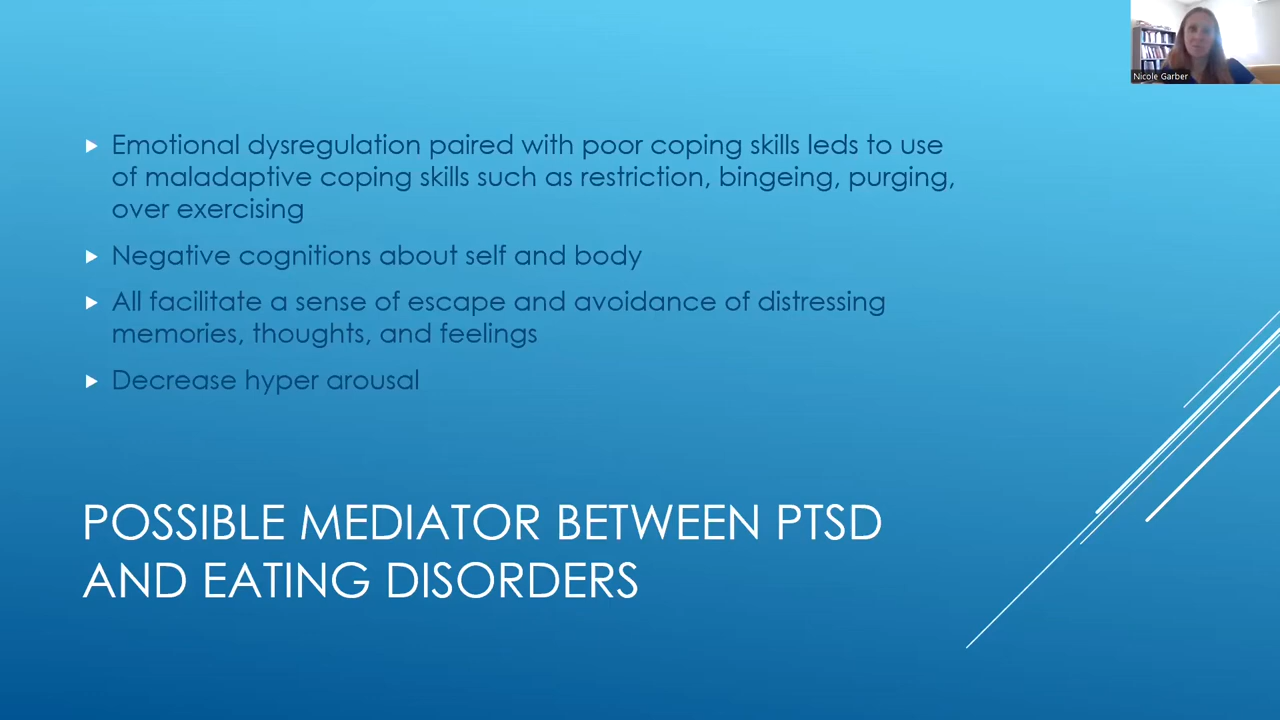 Nicole Garber
Emotional dysregulation paired with poor coping skills leds to use
of maladaptive coping skills such as restriction, bingeing, purging,
over exercising
Negative cognitions about self and body
All facilitate a sense of escape and avoidance of distressing
memories, thoughts, and feelings
Decrease hyper arousal
POSSIBLE MEDIATOR BETWEEN PTSD
AND EATING DISORDERS